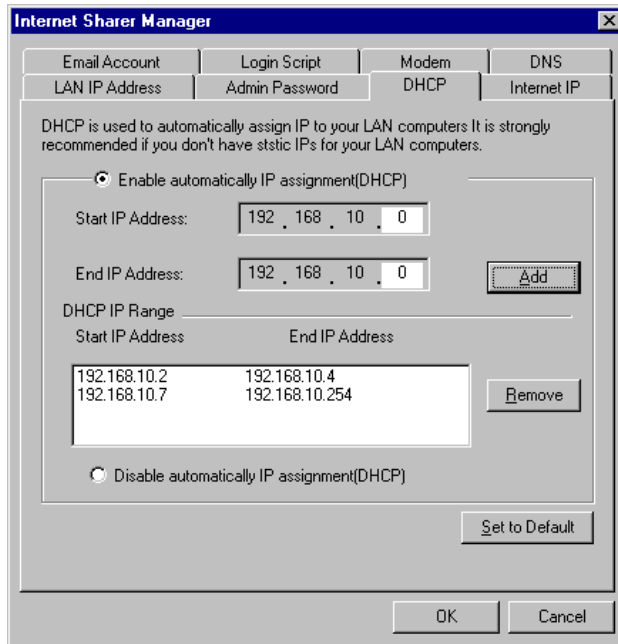 Internet Sharer Manager
Email Account Login Script Modem DNS
LAN IP Address Admin Password DHCP Internet IP
DHCP is used to automatically assign IP to your LAN computers It is strongly
recommended if you don't have ststic IPs for your LAN computers.
Enable automatically IP assignment(DHCP)
Start IP Address: 192 . 168 . 10 . 0
End IP Address: 192 . 168 . 10 . 0
Add
DHCP IP Range
Start IP Address End IP Address
192.168.10.2 192.168.10.4
192.168.10.7 192.168.10.254
Remove
Disable automatically IP assignment(DHCP)
Set to Default
OK Cancel